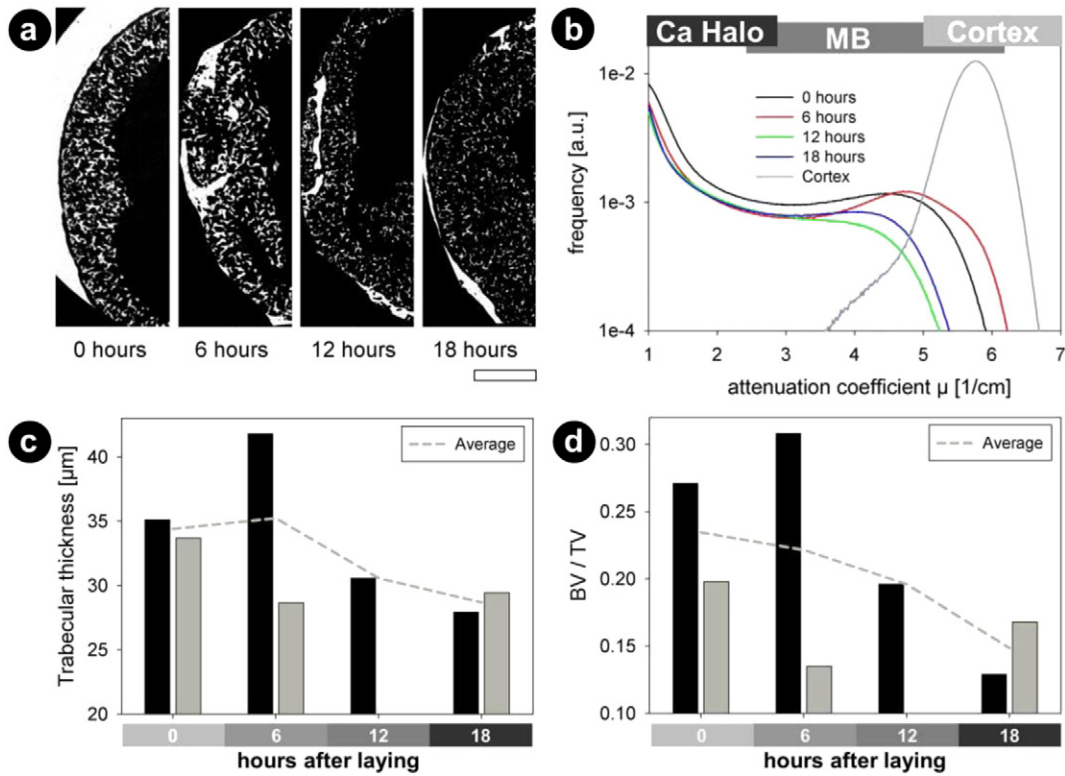 a
0 hours
6 hours
12 hours
18 hours
b
Ca Halo
MB
Cortex
frequency [a.u.]
1e-2
1e-3
1e-4
0 hours
6 hours
12 hours
18 hours
Cortex
1 2 3 4 5 6 7
attenuation coefficient μ [1/cm]
c
Trabecular thickness [μm]
40
35
30
25
20
Average
0 6 12 18
hours after laying
d
BV / TV
0.30
0.25
0.20
0.15
0.10
Average
0 6 12 18
hours after laying